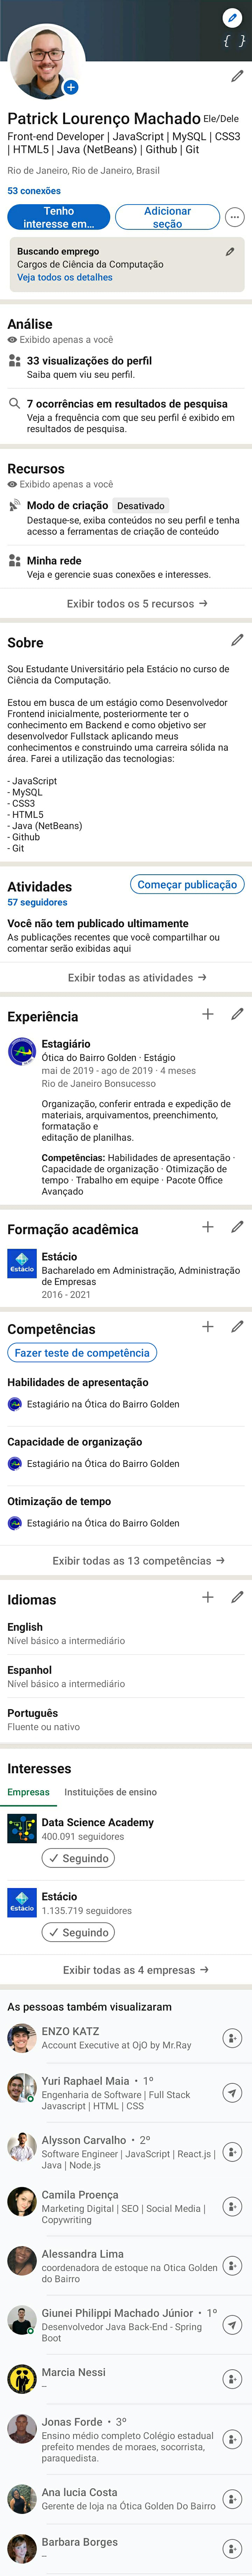 { }
Patrick Lourenço Machado Ele/Dele
Front-end Developer | JavaScript | MySQL | CSS3
| HTML5 | Java (NetBeans) | Github | Git
Rio de Janeiro, Rio de Janeiro, Brasil
53 conexões
Tenho
interesse em...
Adicionar
seção
Buscando emprego
Cargos de Ciência da Computação
Veja todos os detalhes
Análise
Exibido apenas a você
33 visualizações do perfil
Saiba quem viu seu perfil.
7 ocorrências em resultados de pesquisa
Veja a frequência com que seu perfil é exibido em
resultados de pesquisa.
Recursos
Exibido apenas a você
Modo de criação Desativado
Destaque-se, exiba conteúdos no seu perfil e tenha
acesso a ferramentas de criação de conteúdo
Minha rede
Veja e gerencie suas conexões e interesses.
Exibir todos os 5 recursos →
Sobre
Sou Estudante Universitário pela Estácio no curso de
Ciência da Computação.
Estou em busca de um estágio como Desenvolvedor
Frontend inicialmente, posteriormente ter o
conhecimento em Backend e como objetivo ser
desenvolvedor Fullstack aplicando meus
conhecimentos e construindo uma carreira sólida na
área. Farei a utilização das tecnologias:
- JavaScript
- MySQL
- CSS3
- HTML5
- Java (NetBeans)
- Github
- Git
Atividades
Começar publicação
57 seguidores
Você não tem publicado ultimamente
As publicações recentes que você compartilhar ou
comentar serão exibidas aqui
Exibir todas as atividades →
Experiência
Estagiário
Ótica do Bairro Golden · Estágio
mai de 2019 - ago de 2019 · 4 meses
Rio de Janeiro Bonsucesso
Organização, conferir entrada e expedição de
materiais, arquivamentos, preenchimento,
formatação e
editação de planilhas.
Competências: Habilidades de apresentação ·
Capacidade de organização · Otimização de
tempo · Trabalho em equipe · Pacote Office
Avançado
Formação acadêmica
Estácio
Estácio
Bacharelado em Administração, Administração
de Empresas
2016 - 2021
Competências
Fazer teste de competência
Habilidades de apresentação
Estagiário na Ótica do Bairro Golden
Capacidade de organização
Estagiário na Ótica do Bairro Golden
Otimização de tempo
Estagiário na Ótica do Bairro Golden
Exibir todas as 13 competências →
Idiomas
English
Nível básico a intermediário
Espanhol
Nível básico a intermediário
Português
Fluente ou nativo
Interesses
Empresas Instituições de ensino
Data Science Academy
400.091 seguidores
Seguindo
Estácio
Estácio
1.135.719 seguidores
Seguindo
Exibir todas as 4 empresas →
As pessoas também visualizaram
ENZO KATZ
Account Executive at OjO by Mr.Ray
Yuri Raphael Maia · 1º
Engenharia de Software | Full Stack
Javascript | HTML | CSS
Alysson Carvalho · 2º
Software Engineer | JavaScript | React.js |
Java | Node.js
Camila Proença
Marketing Digital | SEO | Social Media |
Copywriting
Alessandra Lima
coordenadora de estoque na Otica Golden
do Bairro
Giunei Philippi Machado Júnior · 1º
Desenvolvedor Java Back-End - Spring
Boot
Marcia Nessi
–
Jonas Forde · 3º
Ensino médio completo Colégio estadual
prefeito mendes de moraes, socorrista,
paraquedista.
Ana lucia Costa
Gerente de loja na Ótica Golden Do Bairro
Barbara Borges
–